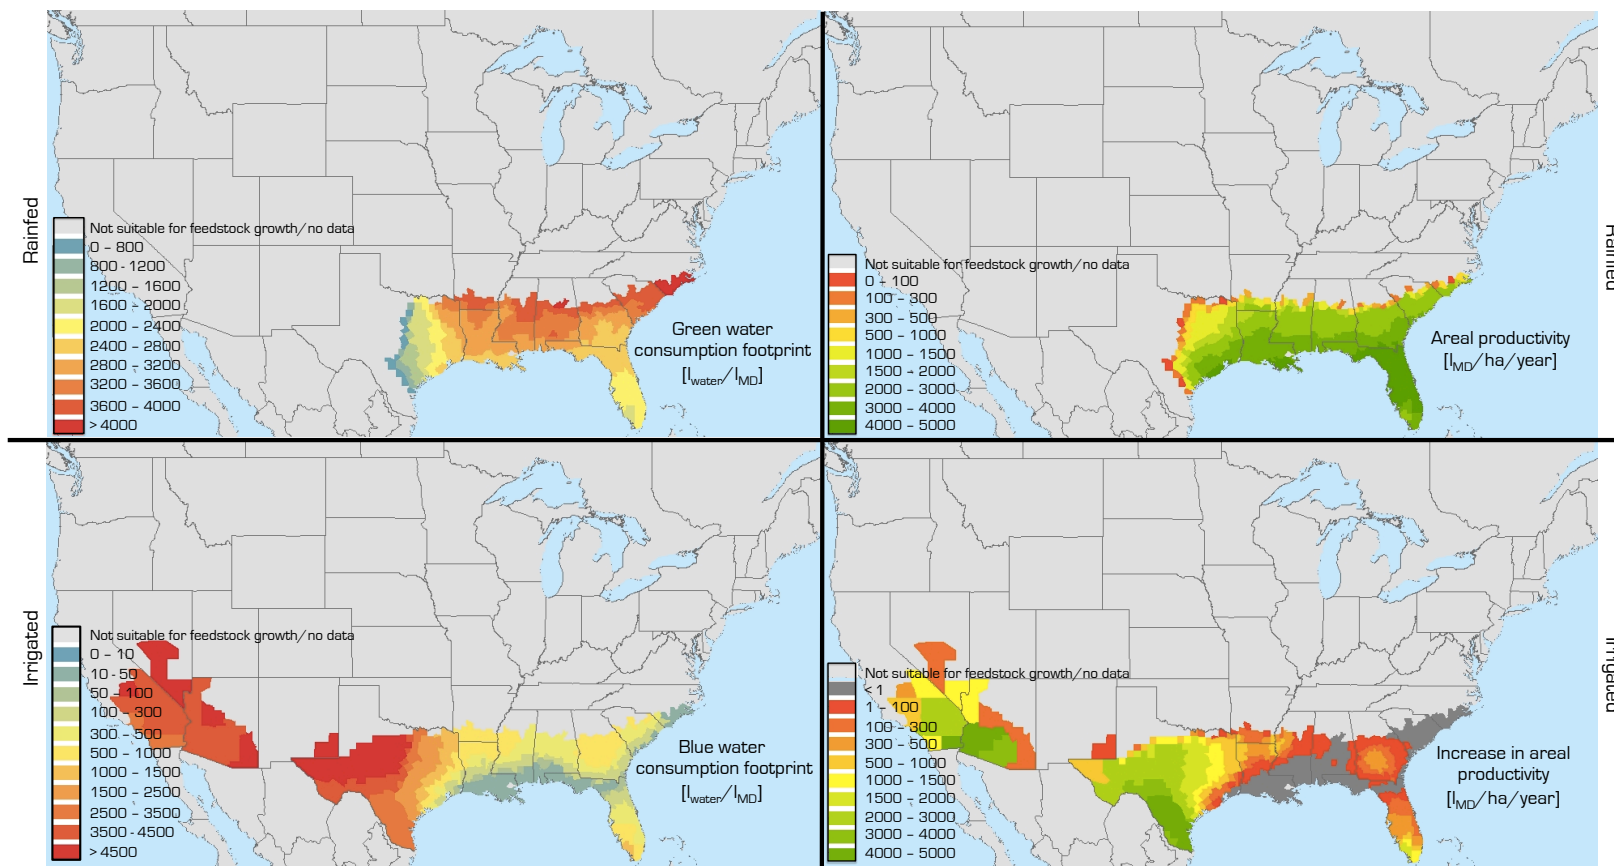 Rainfed
Not suitable for feedstock growth/no data
0 – 800
800 - 1200
1200 – 1600
1600 – 2000
2000 – 2400
2400 – 2800
2800 – 3200
3200 – 3600
3600 – 4000
> 4000
Green water
consumption footprint
[lwater/lMD]
Not suitable for feedstock growth/no data
0 – 100
100 – 300
300 – 500
500 – 1000
1000 – 1500
1500 – 2000
2000 – 3000
3000 – 4000
4000 – 5000
Areal productivity
[lMD/ha/year]
Rainfed
Irrigated
Not suitable for feedstock growth/no data
0 – 10
10 - 50
50 – 100
100 – 300
300 – 500
500 – 1000
1000 – 1500
1500 – 2500
2500 – 3500
3500 - 4500
> 4500
Blue water
consumption footprint
[lwater/lMD]
Not suitable for feedstock growth/no data
< 1
1 – 100
100 – 300
300 – 500
500 – 1000
1000 – 1500
1500 – 2000
2000 – 3000
3000 – 4000
4000 – 5000
Increase in areal
productivity
[lMD/ha/year]
Irrigated